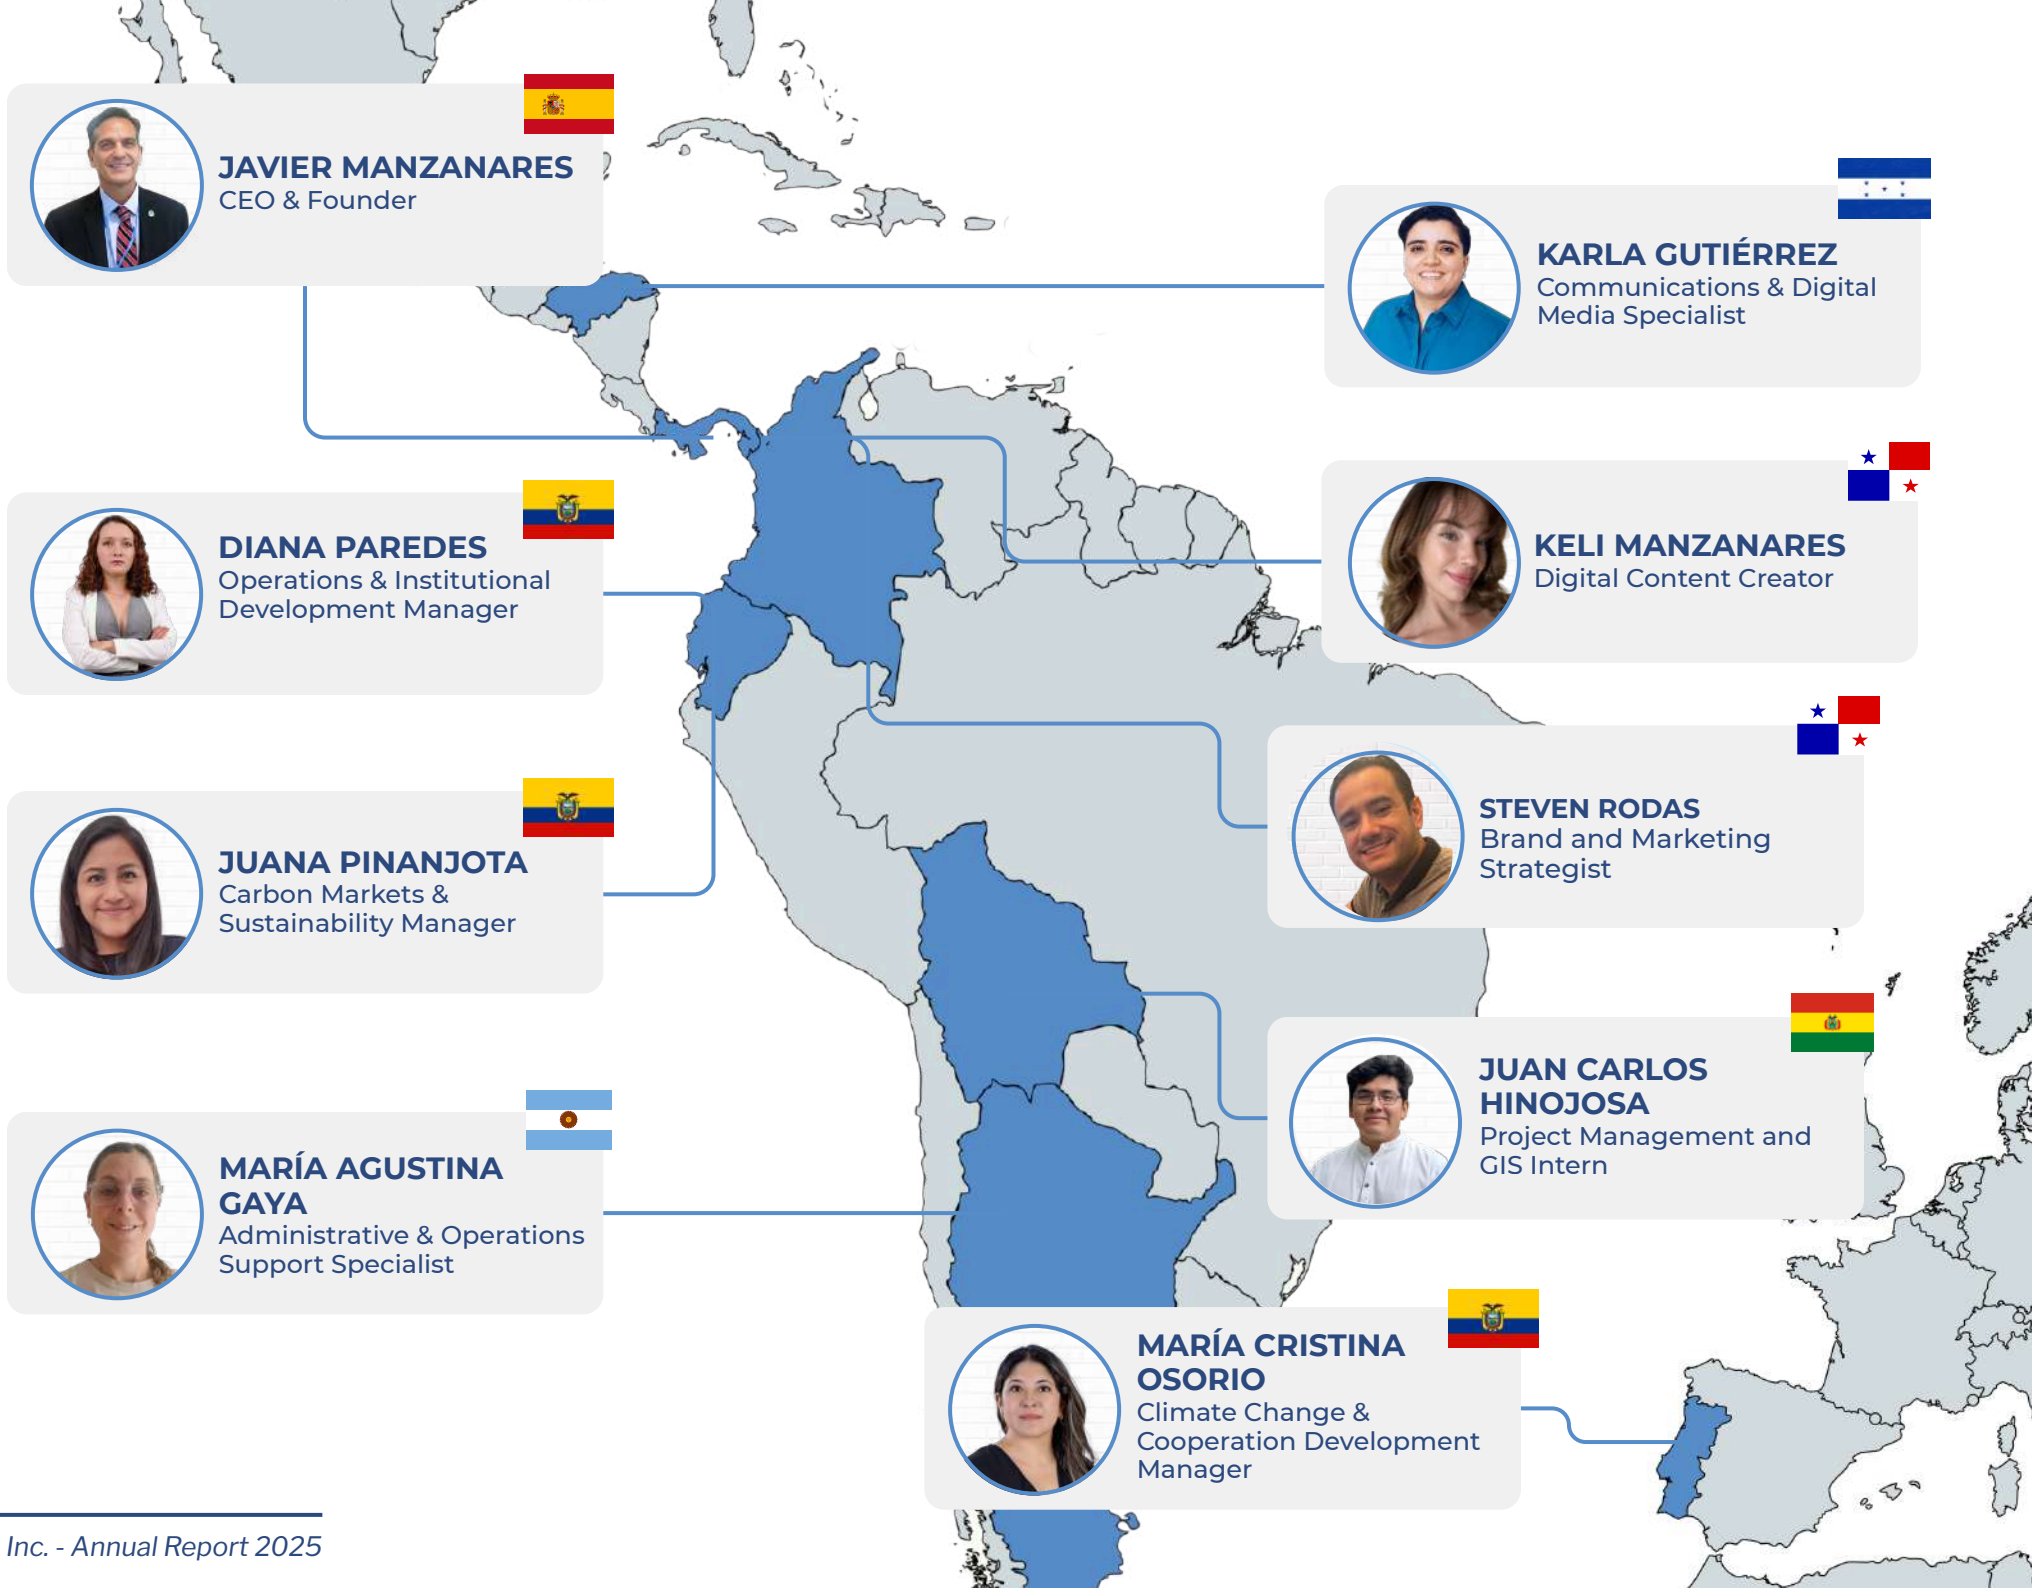 JAVIER MANZANARES
CEO & Founder
KARLA GUTIÉRREZ
Communications & Digital
Media Specialist
DIANA PAREDES
Operations & Institutional
Development Manager
KELI MANZANARES
Digital Content Creator
JUANA PINANJOTA
Carbon Markets &
Sustainability Manager
STEVEN RODAS
Brand and Marketing
Strategist
JUAN CARLOS
HINOJOSA
Project Management and
GIS Intern
MARÍA AGUSTINA
GAYA
Administrative & Operations
Support Specialist
MARÍA CRISTINA
OSORIO
Climate Change &
Cooperation Development
Manager
Inc. - Annual Report 2025